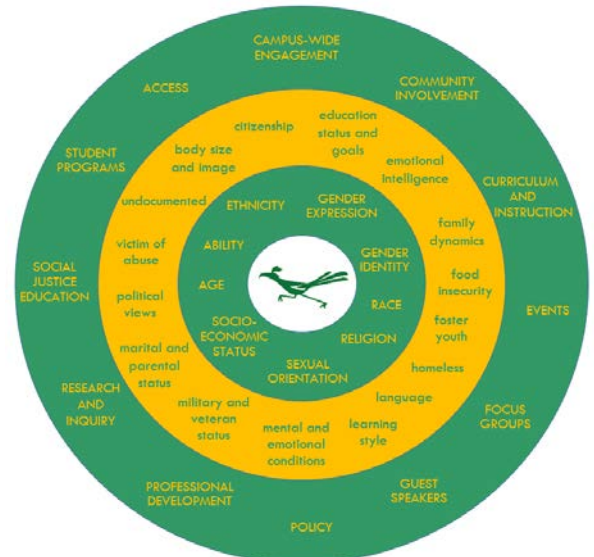 CAMPUS-WIDE
ENGAGEMENT
COMMUNITY
INVOLVEMENT
CURRICULUM AND
INSTRUCTION
EVENTS
FOCUS
GROUPS
GUEST
SPEAKERS
POLICY
PROFESSIONAL
DEVELOPMENT
RESEARCH
AND
INQUIRY
SOCIAL
JUSTICE
EDUCATION
STUDENT
PROGRAMS
ACCESS
citizenship
education
status and
goals
emotional
intelligence
family
dynamics
food
insecurity
foster
youth
homeless
language
learning
style
mental and
emotional
conditions
military and
veteran
status
marital and
parental
status
political
views
victim of
abuse
undocumented
body size
and image
ETHNICITY
GENDER
EXPRESSION
GENDER
IDENTITY
RACE
RELIGION
SEXUAL
ORIENTATION
SOCIO-
ECONOMIC
STATUS
AGE
ABILITY